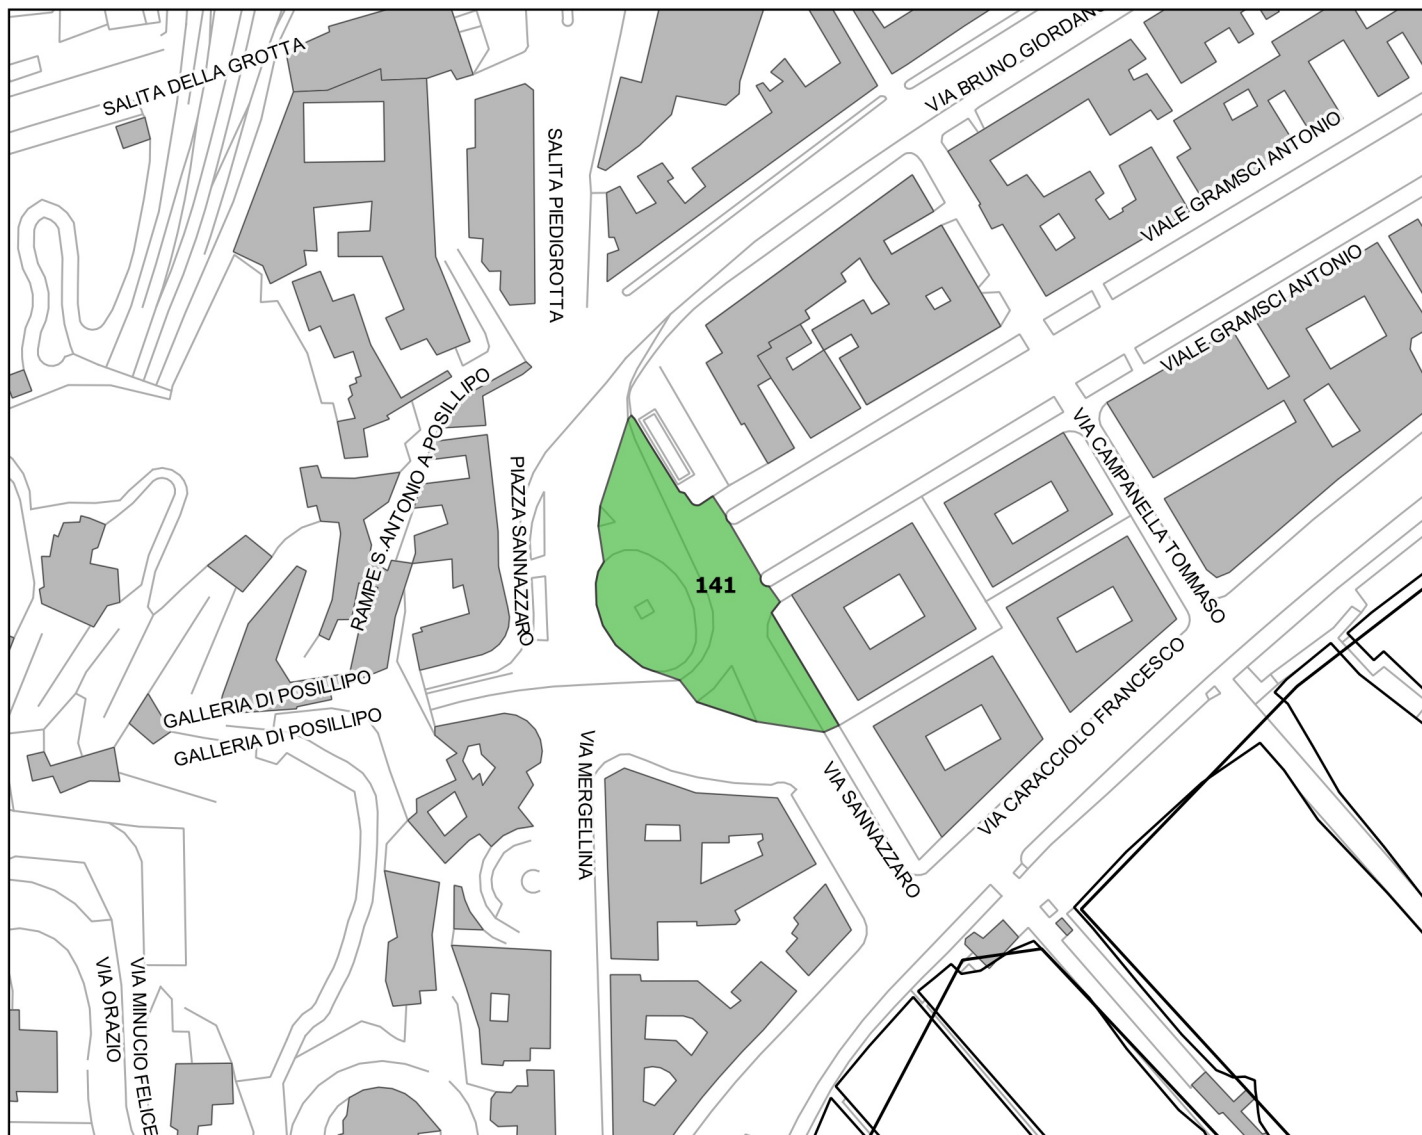 SALITA DELLA GROTTA
VIA BRUNO GIORDANO
SALITA PIEDIGROTTA
VIALE GRAMSCI ANTONIO
VIALE GRAMSCI ANTONIO
RAMPE S. ANTONIO A POSILLIPO
PIAZZA SANNAZZARO
VIA CAMPANELLA TOMMASO
141
GALLERIA DI POSILLIPO
GALLERIA DI POSILLIPO
VIA CARACCIOLO FRANCESCO
VIA MERGELLINA
VIA SANNAZZARO
VIA ORAZIO
VIA MINUCIO FELICE